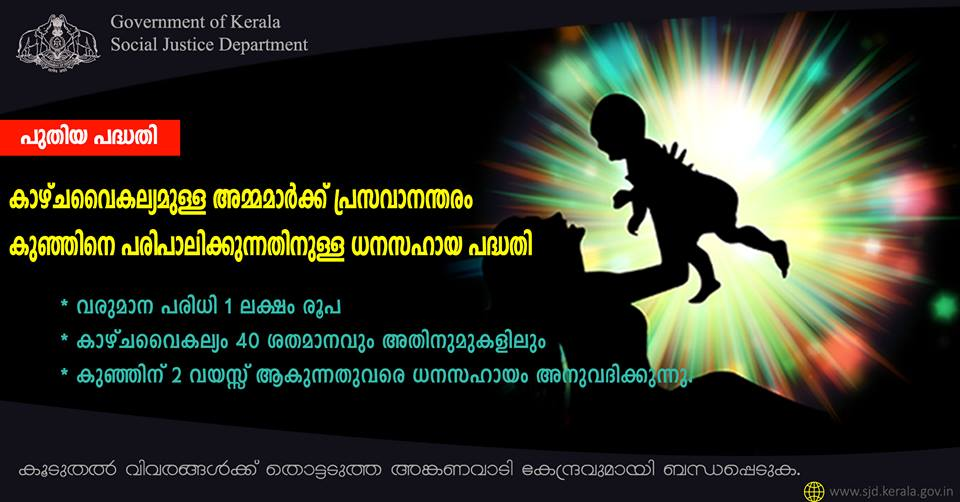 Government of Kerala
Social Justice Department
പുതിയ പദ്ധതി
കാഴ്ചവൈകല്യമുള്ള അമ്മമാർക്ക് പ്രസവാനന്തരം
കുഞ്ഞിനെ പരിപാലിക്കുന്നതിനുള്ള ധനസഹായ പദ്ധതി
* വരുമാന പരിധി 1 ലക്ഷം രൂപ
* കാഴ്ചവൈകല്യം 40 ശതമാനവും അതിനുമുകളിലും
* കുഞ്ഞിന് 2 വയസ്സ് ആകുന്നതുവരെ ധനസഹായം അനുവദിക്കുന്നു.
കൂടുതൽ വിവരങ്ങൾക്ക് തൊട്ടടുത്ത അങ്കണവാടി കേന്ദ്രവുമായി ബന്ധപ്പെടുക.
www.sjd.kerala.gov.in